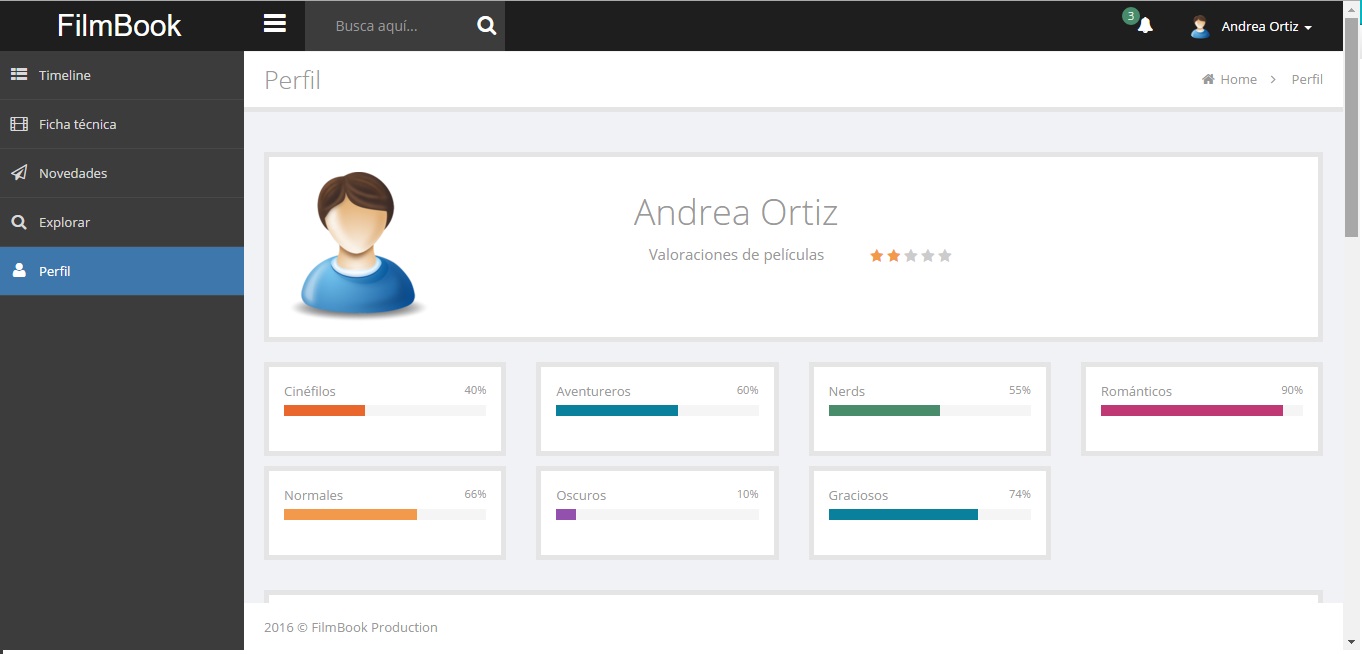 FilmBook
Busca aquí...
3
Andrea Ortiz
Timeline
Ficha técnica
Novedades
Explorar
Perfil
Perfil
Home
Perfil
Andrea Ortiz
Valoraciones de películas
Cinéfilos 40%
Aventureros 60%
Nerds 55%
Románticos 90%
Normales 66%
Oscuros 10%
Graciosos 74%
2016 © FilmBook Production